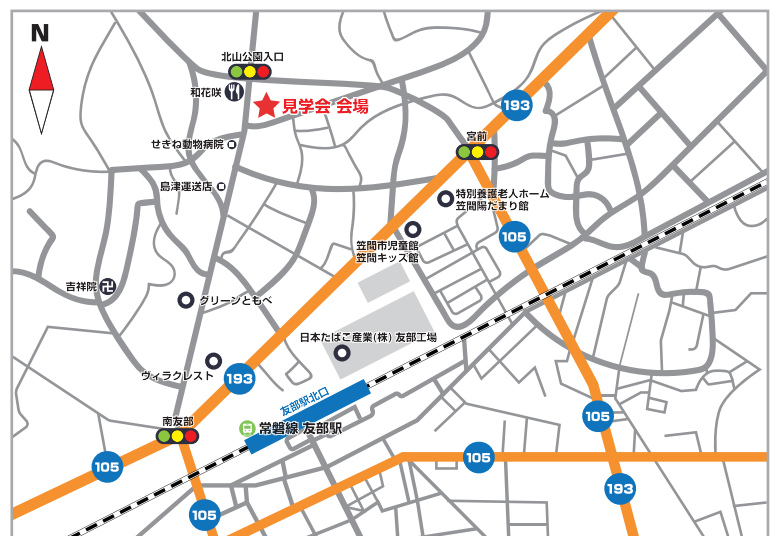 N
北山公園入口
和花咲
見学会 会場
193
宮前
せきね動物病院
島津運送店
特別養護老人ホーム
笠間陽だまり館
105
笠間市児童館
笠間キッズ館
吉祥院
卍
グリーンともべ
日本たばこ産業(株) 友部工場
ヴィラクレスト
193
友部駅北口
南友部
常磐線 友部駅
105
105
105
193
105